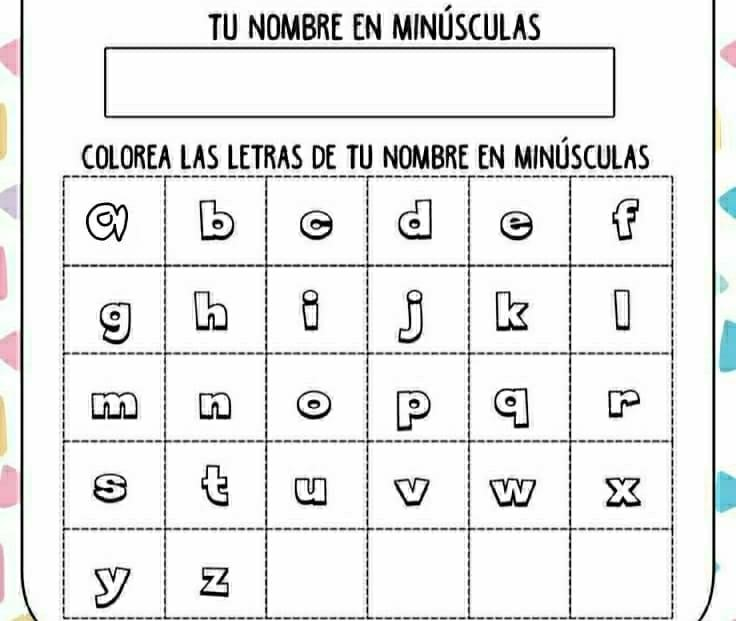 TU NOMBRE EN MINÚSCULAS
COLOREA LAS LETRAS DE TU NOMBRE EN MINÚSCULAS
a b c d e f
g h i j k l
m n o p q r
s t u v w x
y z